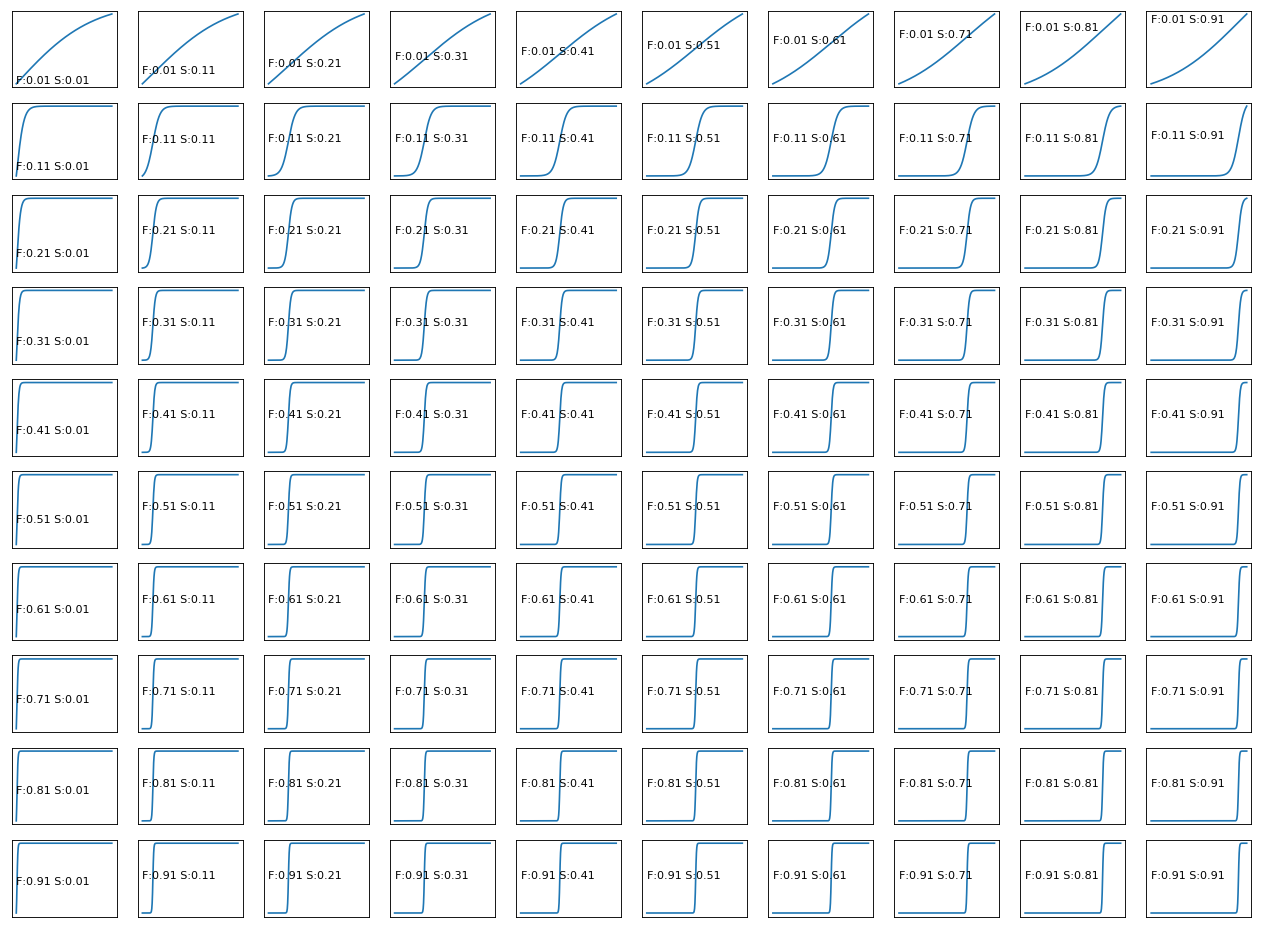 F:0.01 S:0.01
F:0.01 S:0.11
F:0.01 S:0.21
F:0.01 S:0.31
F:0.01 S:0.41
F:0.01 S:0.51
F:0.01 S:0.61
F:0.01 S:0.71
F:0.01 S:0.81
F:0.01 S:0.91
F:0.11 S:0.01
F:0.11 S:0.11
F:0.11 S:0.21
F:0.11 S:0.31
F:0.11 S:0.41
F:0.11 S:0.51
F:0.11 S:0.61
F:0.11 S:0.71
F:0.11 S:0.81
F:0.11 S:0.91
F:0.21 S:0.01
F:0.21 S:0.11
F:0.21 S:0.21
F:0.21 S:0.31
F:0.21 S:0.41
F:0.21 S:0.51
F:0.21 S:0.61
F:0.21 S:0.71
F:0.21 S:0.81
F:0.21 S:0.91
F:0.31 S:0.01
F:0.31 S:0.11
F:0.31 S:0.21
F:0.31 S:0.31
F:0.31 S:0.41
F:0.31 S:0.51
F:0.31 S:0.61
F:0.31 S:0.71
F:0.31 S:0.81
F:0.31 S:0.91
F:0.41 S:0.01
F:0.41 S:0.11
F:0.41 S:0.21
F:0.41 S:0.31
F:0.41 S:0.41
F:0.41 S:0.51
F:0.41 S:0.61
F:0.41 S:0.71
F:0.41 S:0.81
F:0.41 S:0.91
F:0.51 S:0.01
F:0.51 S:0.11
F:0.51 S:0.21
F:0.51 S:0.31
F:0.51 S:0.41
F:0.51 S:0.51
F:0.51 S:0.61
F:0.51 S:0.71
F:0.51 S:0.81
F:0.51 S:0.91
F:0.61 S:0.01
F:0.61 S:0.11
F:0.61 S:0.21
F:0.61 S:0.31
F:0.61 S:0.41
F:0.61 S:0.51
F:0.61 S:0.61
F:0.61 S:0.71
F:0.61 S:0.81
F:0.61 S:0.91
F:0.71 S:0.01
F:0.71 S:0.11
F:0.71 S:0.21
F:0.71 S:0.31
F:0.71 S:0.41
F:0.71 S:0.51
F:0.71 S:0.61
F:0.71 S:0.71
F:0.71 S:0.81
F:0.71 S:0.91
F:0.81 S:0.01
F:0.81 S:0.11
F:0.81 S:0.21
F:0.81 S:0.31
F:0.81 S:0.41
F:0.81 S:0.51
F:0.81 S:0.61
F:0.81 S:0.71
F:0.81 S:0.81
F:0.81 S:0.91
F:0.91 S:0.01
F:0.91 S:0.11
F:0.91 S:0.21
F:0.91 S:0.31
F:0.91 S:0.41
F:0.91 S:0.51
F:0.91 S:0.61
F:0.91 S:0.71
F:0.91 S:0.81
F:0.91 S:0.91